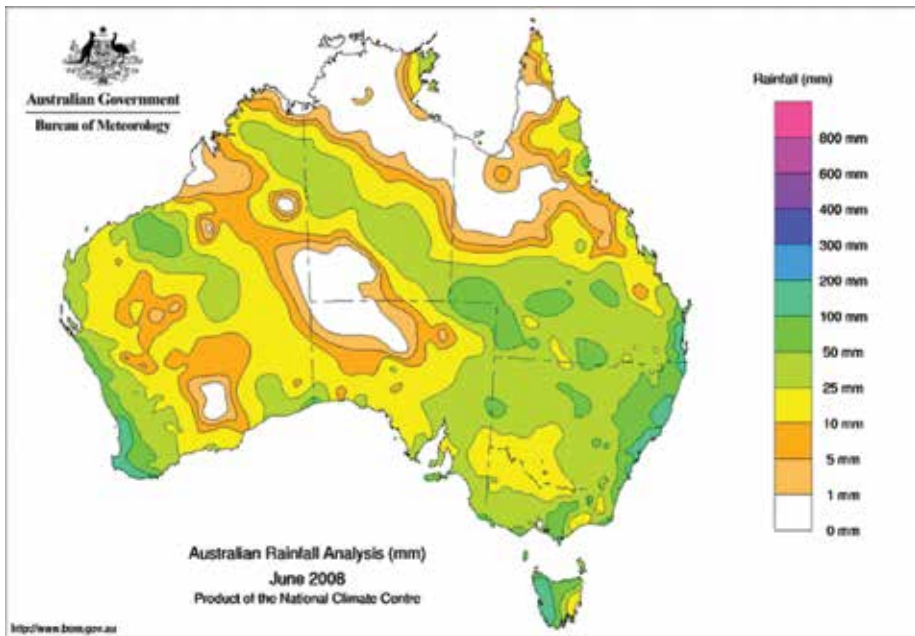 Australian Government
Bureau of Meteorology
Rainfall (mm)
800 mm
600 mm
400 mm
300 mm
200 mm
100 mm
50 mm
25 mm
10 mm
5 mm
1 mm
0 mm
Australian Rainfall Analysis (mm)
June 2008
Product of the National Climate Centre
http://www.bom.gov.au